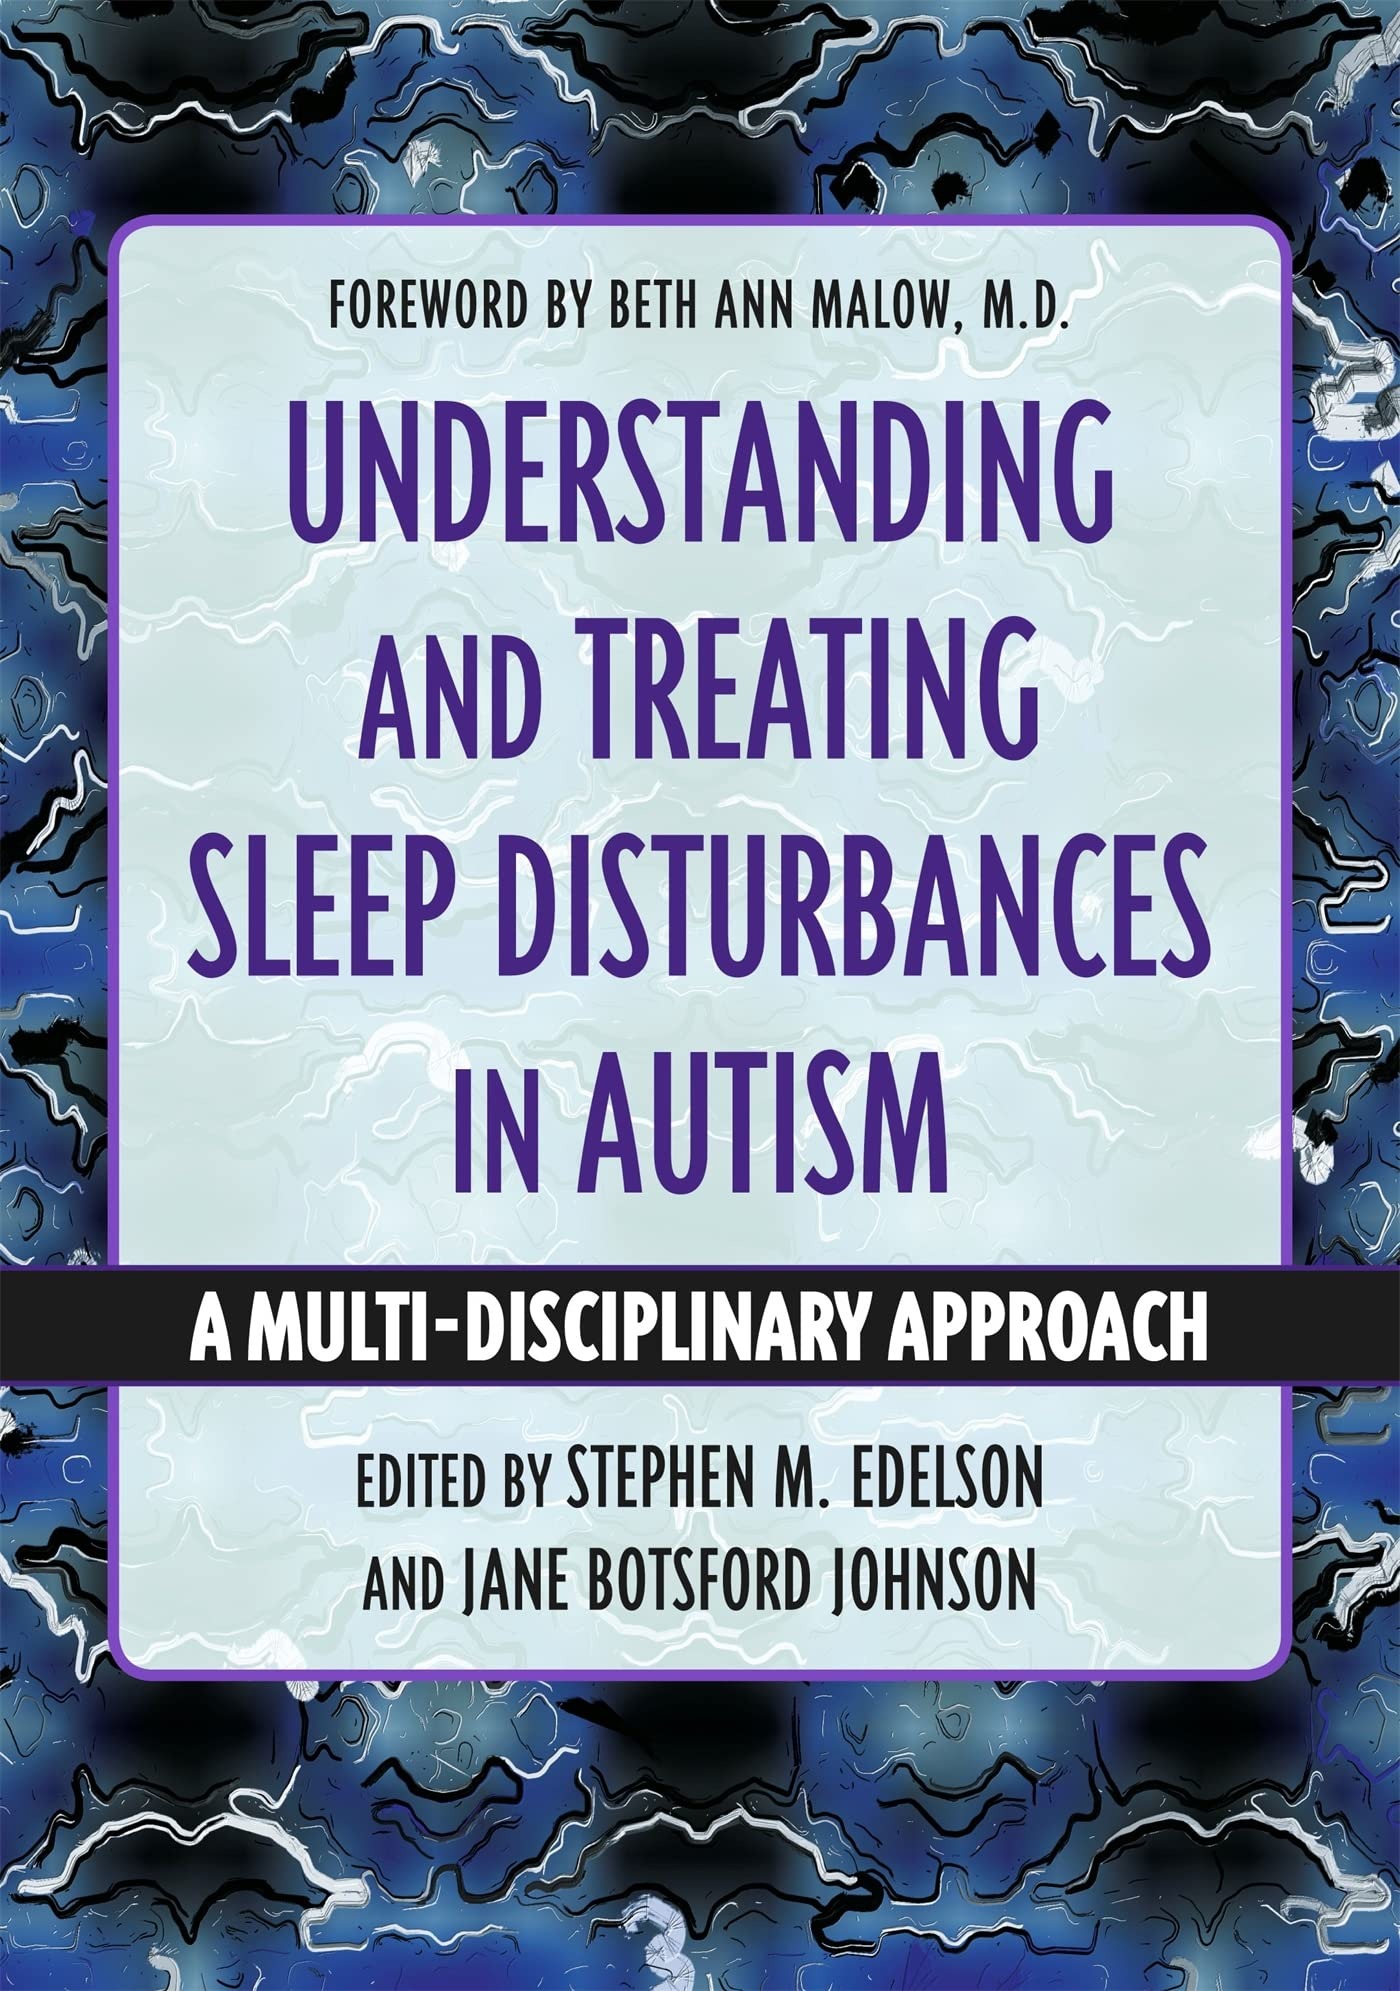 FOREWORD BY BETH ANN MALOW, M.D.
UNDERSTANDING
AND TREATING
SLEEP DISTURBANCES
IN AUTISM
A MULTI-DISCIPLINARY APPROACH
EDITED BY STEPHEN M. EDELSON
AND JANE BOTSFORD JOHNSON